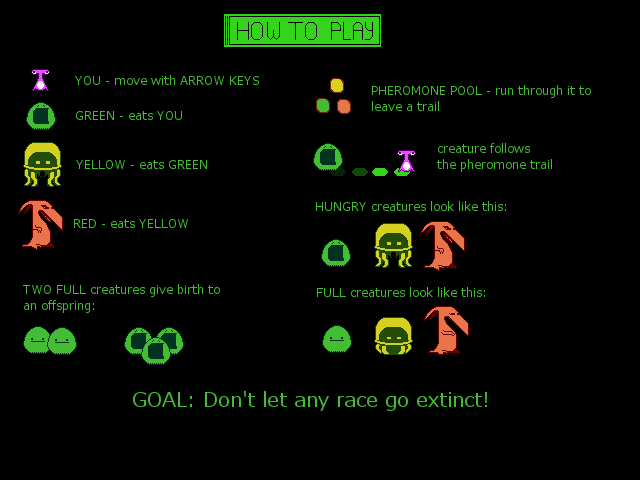 HOW TO PLAY
YOU - move with ARROW KEYS
GREEN - eats YOU
YELLOW - eats GREEN
RED - eats YELLOW
TWO FULL creatures give birth to
an offspring:
PHEROMONE POOL - run through it to
leave a trail
creature follows
the pheromone trail
HUNGRY creatures look like this:
FULL creatures look like this:
GOAL: Don't let any race go extinct!